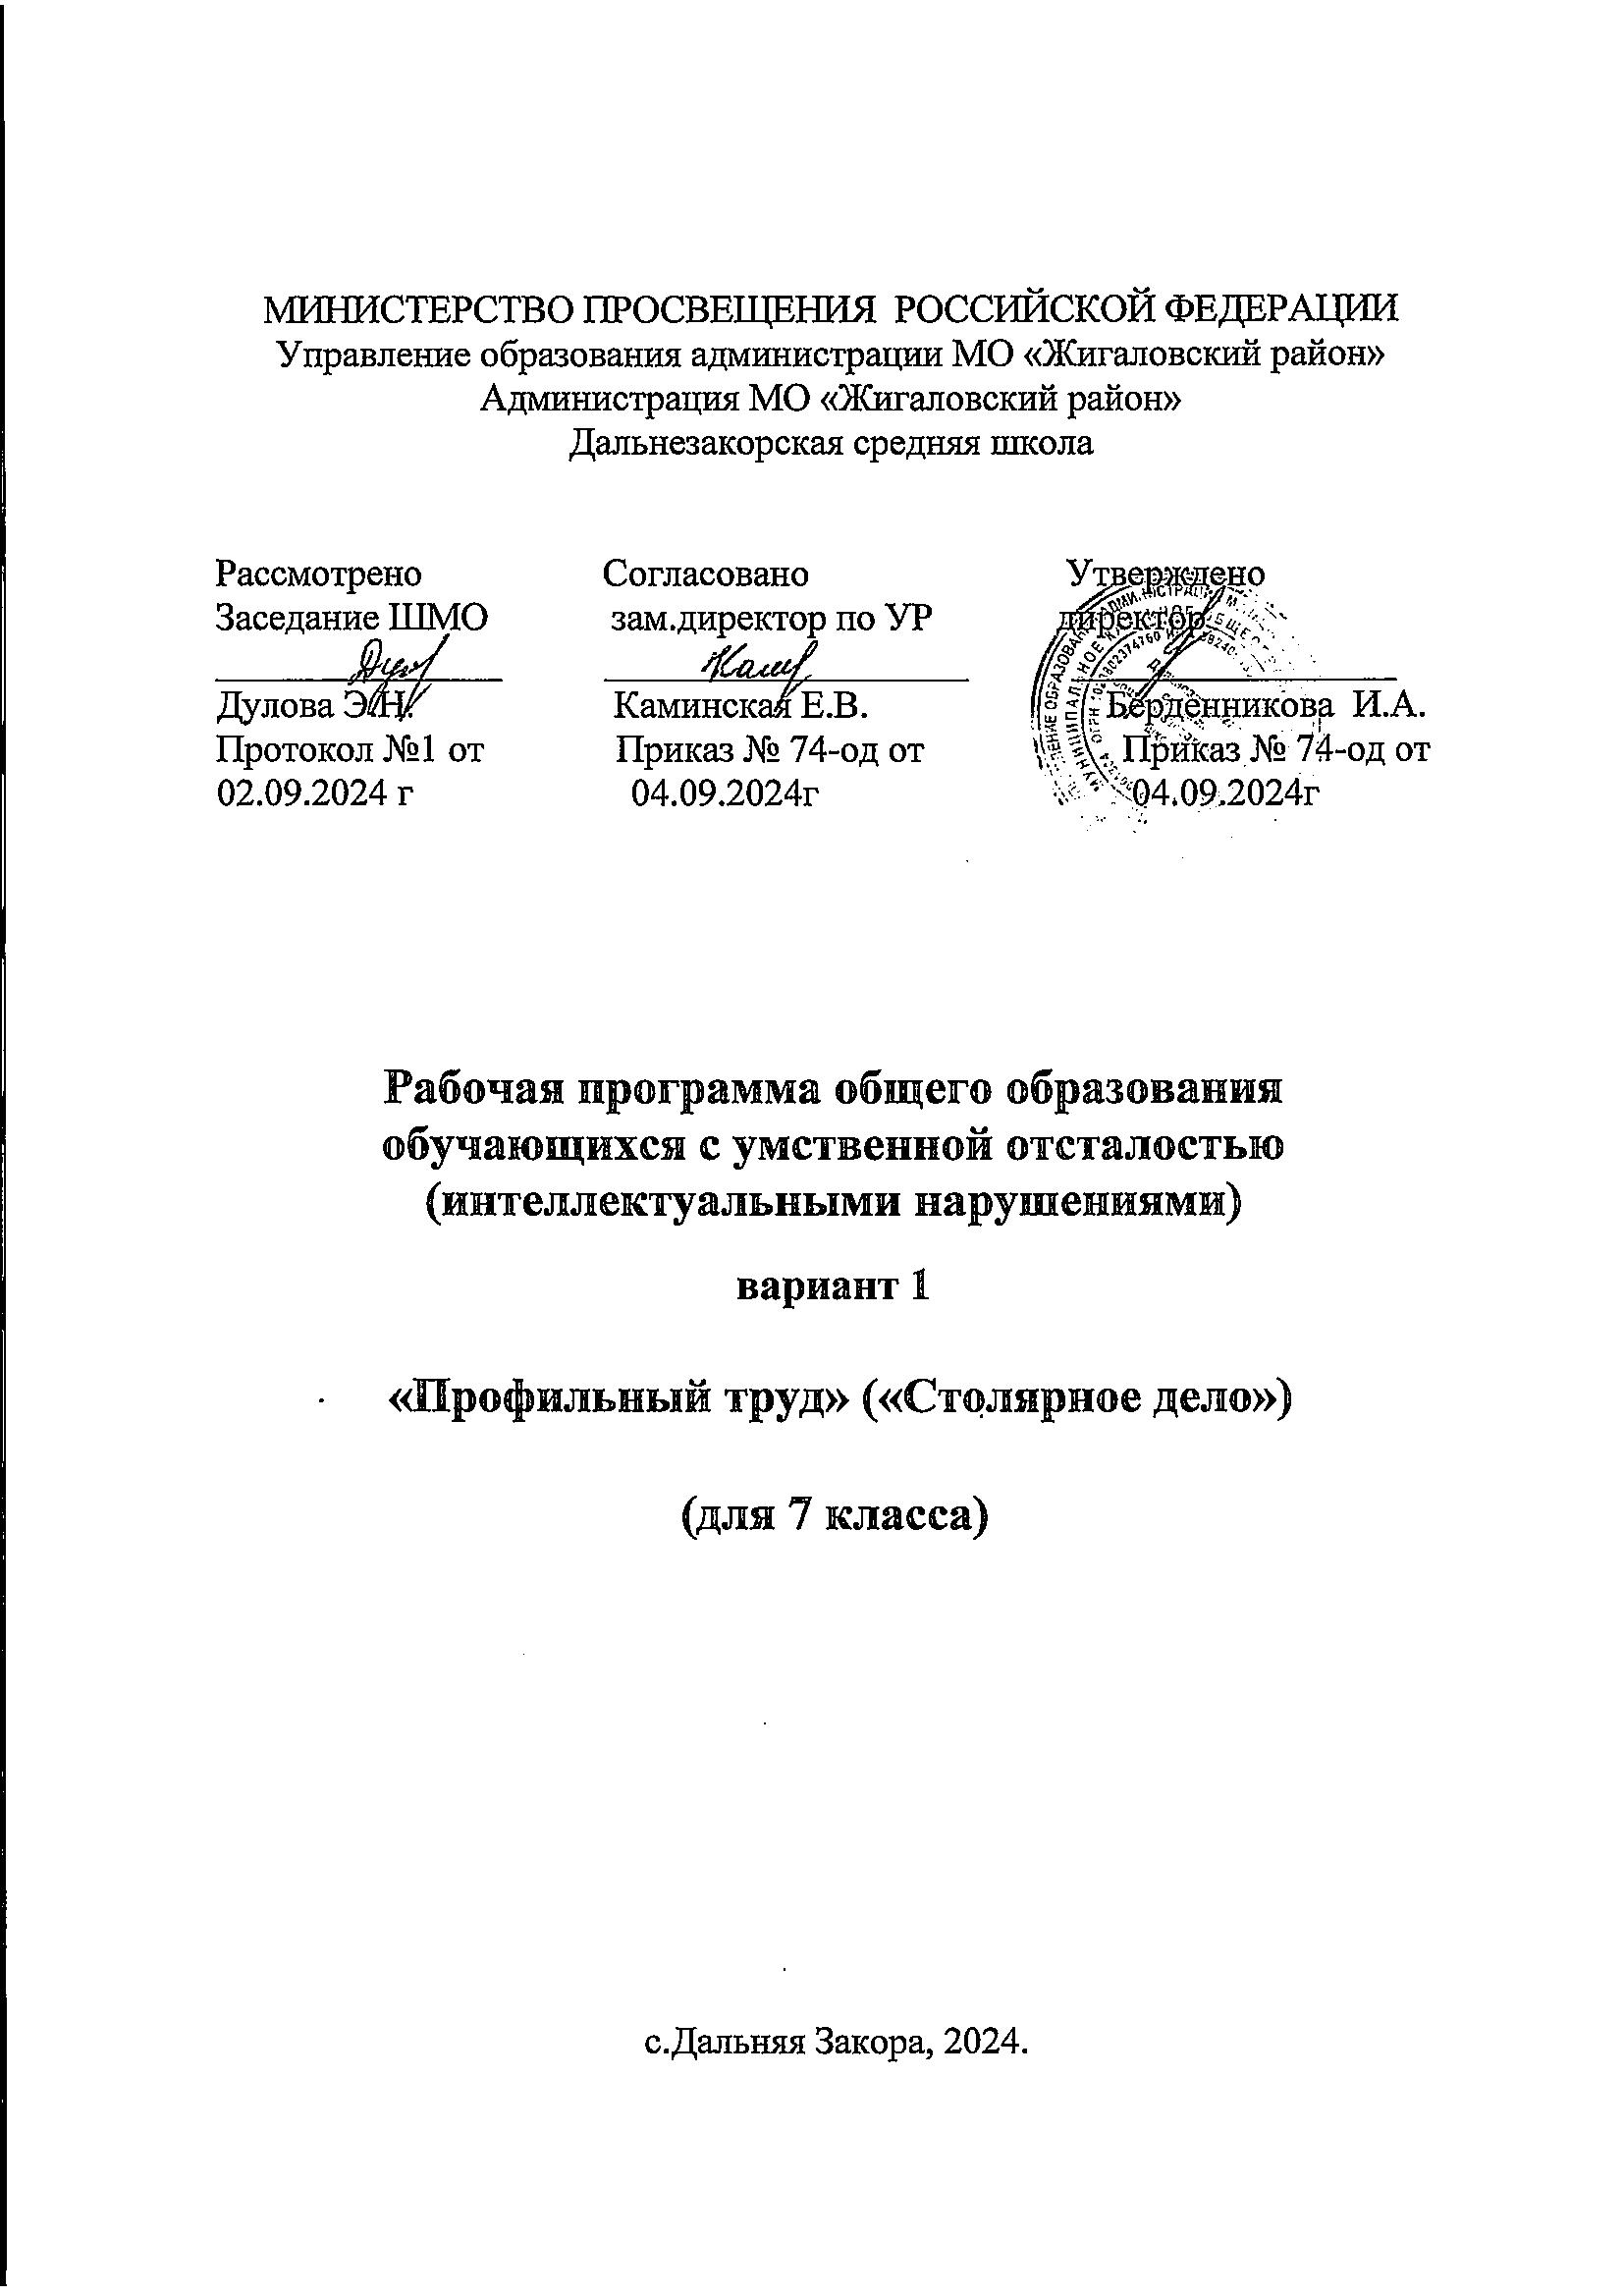 МИНИСТЕРСТВО ПРОСВЕЩЕНИЯ РОССИЙСКОЙ ФЕДЕРАЦИИ
Управление образования администрации МО «Жигаловский район»
Администрация МО «Жигаловский район»
Дальнезакорская средняя школа
Рассмотрено Согласовано Утверждено
Заседание ШМО зам.директор по УР директор
Дулова Э.Н. Каминская Е.В. Берденникова И.А.
Протокол №1 от Приказ № 74-од от Приказ № 74-од от
02.09.2024 г 04.09.2024г 04.09.2024г
Рабочая программа общего образования
обучающихся с умственной отсталостью
(интеллектуальными нарушениями)
вариант 1
«Профильный труд» («Столярное дело»)
(для 7 класса)
с.Дальняя Закора, 2024.